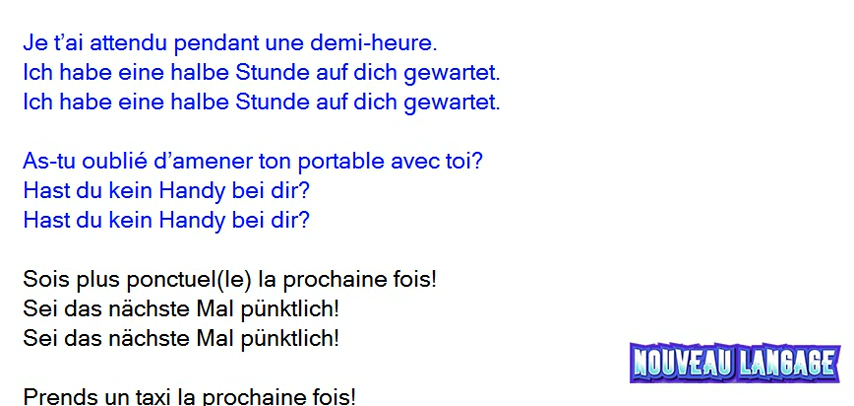 Je t’ai attendu pendant une demi-heure.
Ich habe eine halbe Stunde auf dich gewartet.
Ich habe eine halbe Stunde auf dich gewartet.
As-tu oublié d’amener ton portable avec toi?
Hast du kein Handy bei dir?
Hast du kein Handy bei dir?
Sois plus ponctuel(le) la prochaine fois!
Sei das nächste Mal pünktlich!
Sei das nächste Mal pünktlich!
NOUVEAU LANGAGE
Prends un taxi la prochaine fois!